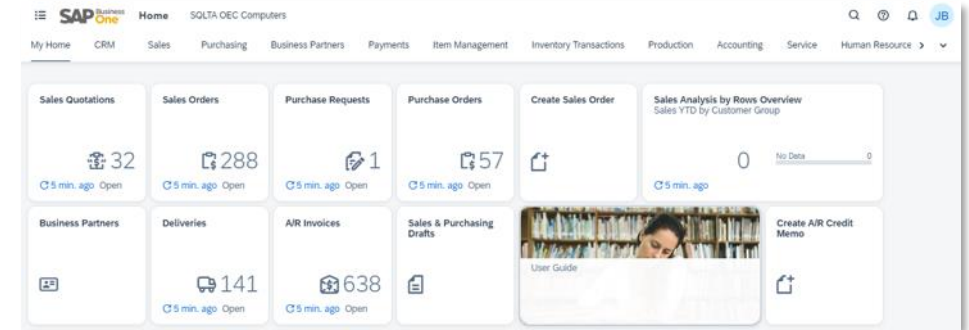 SAP Business One Home SQLTA OEC Computers JB
My Home CRM Sales Purchasing Business Partners Payments Item Management Inventory Transactions Production Accounting Service Human Resource
Sales Quotations
32
5 min. ago Open
Sales Orders
288
5 min. ago Open
Purchase Requests
1
5 min. ago Open
Purchase Orders
57
5 min. ago Open
Create Sales Order
Sales Analysis by Rows Overview
Sales YTD by Customer Group
0 No Data 0
5 min. ago
Business Partners
Deliveries
141
5 min. ago Open
A/R Invoices
638
5 min. ago Open
Sales & Purchasing
Drafts
User Guide
Create A/R Credit
Memo